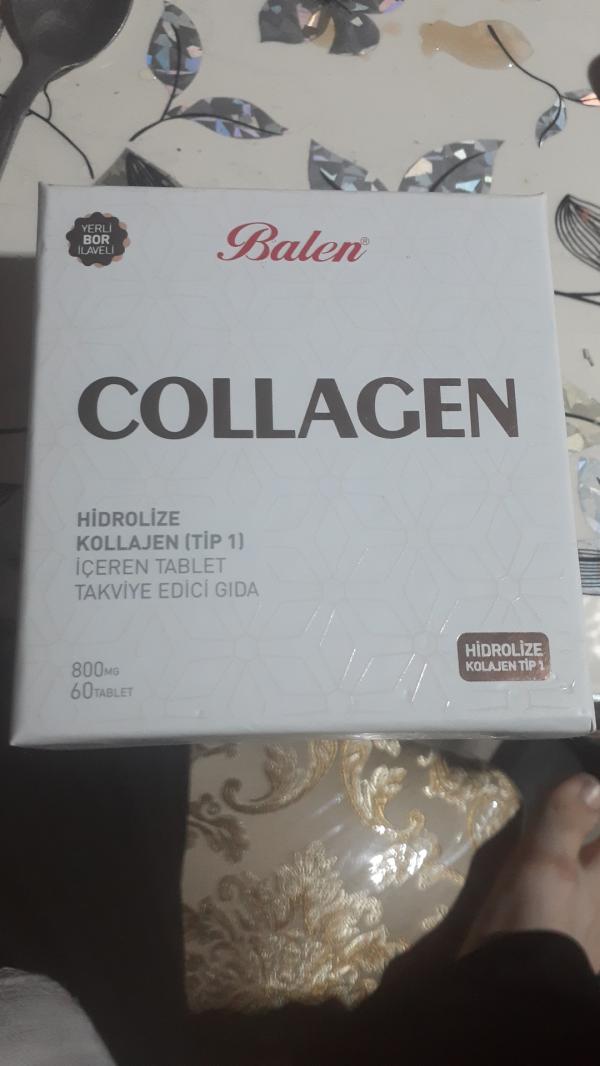 YERLİ
BOR
İLAVELİ
Balen®
COLLAGEN
HİDROLİZE
KOLLAJEN (TİP 1)
İÇEREN TABLET
TAKVİYE EDİCİ GIDA
800MG
60TABLET
HİDROLİZE
KOLAJEN TİP 1